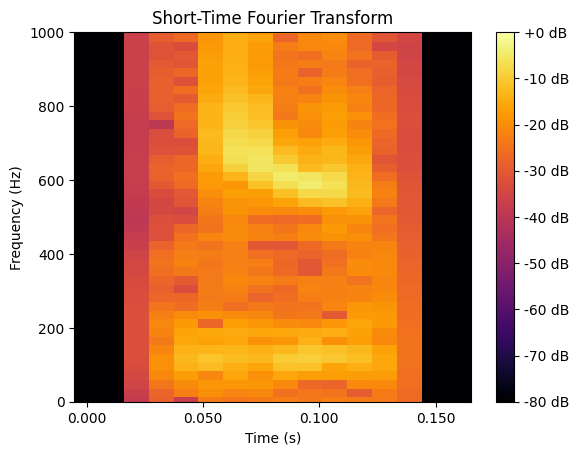 Short-Time Fourier Transform
1000
800
600
400
200
0
Frequency (Hz)
0.000
0.050
0.100
0.150
Time (s)
+0 dB
-10 dB
-20 dB
-30 dB
-40 dB
-50 dB
-60 dB
-70 dB
-80 dB